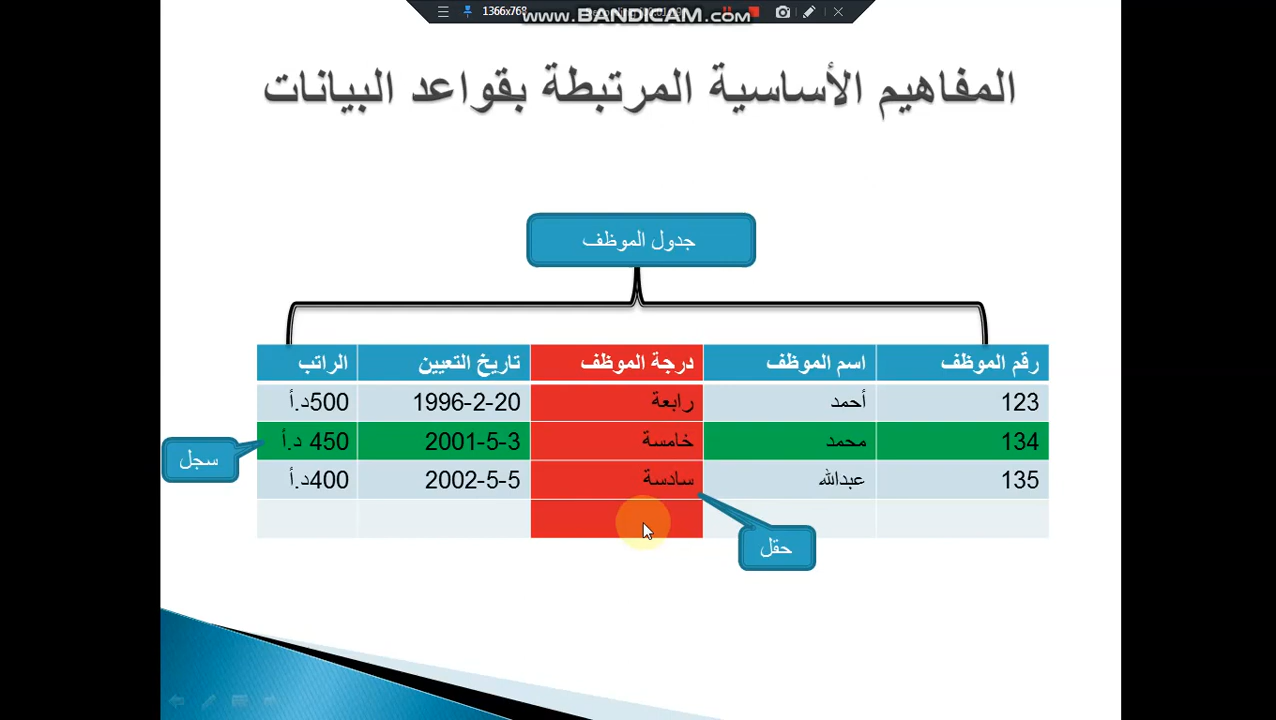 1366x768
www.BANDICAM.com
المفاهيم الأساسية المرتبطة بقواعد البيانات
جدول الموظف
رقم الموظف اسم الموظف درجة الموظف تاريخ التعيين الراتب
123 أحمد رابعة 1996-2-20 500د.أ
134 محمد خامسة 2001-5-3 450 د.أ
135 عبدالله سادسة 2002-5-5 400د.أ
سجل
حقل